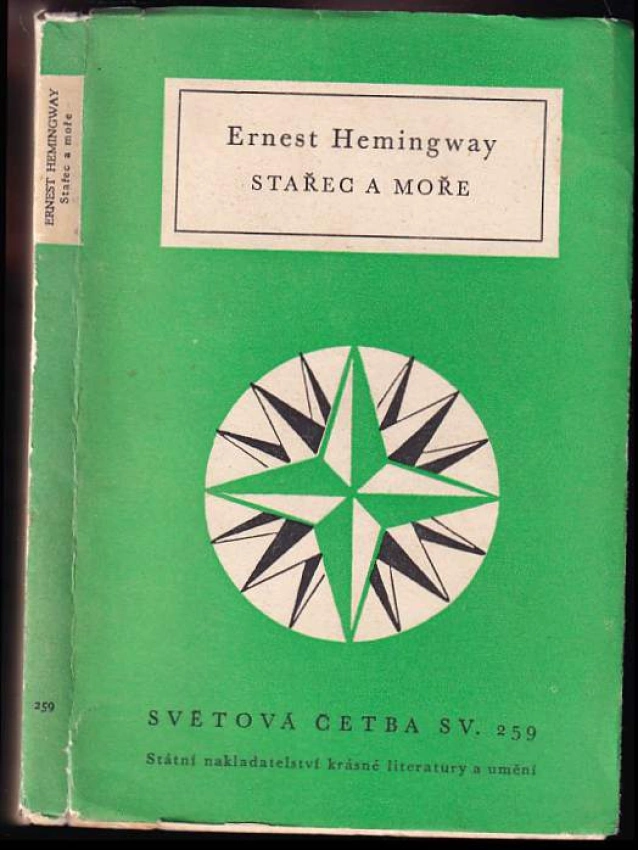 ERNEST HEMINGWAY
Stařec a moře
259
Ernest Hemingway
STAŘEC A MOŘE
SVĚTOVÁ ČETBA SV. 259
Státní nakladatelství krásné literatury a umění